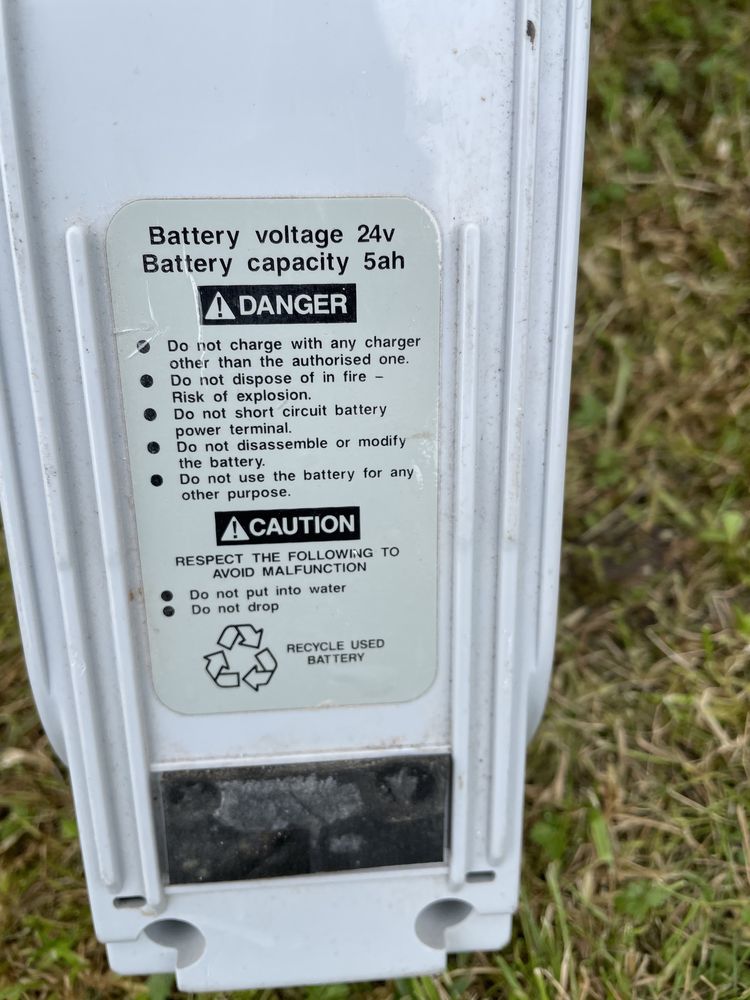 Battery voltage 24v
Battery capacity 5ah
DANGER
Do not charge with any charger
other than the authorised one.
Do not dispose of in fire –
Risk of explosion.
Do not short circuit battery
power terminal.
Do not disassemble or modify
the battery.
Do not use the battery for any
other purpose.
CAUTION
RESPECT THE FOLLOWING TO
AVOID MALFUNCTION
Do not put into water
Do not drop
RECYCLE USED
BATTERY